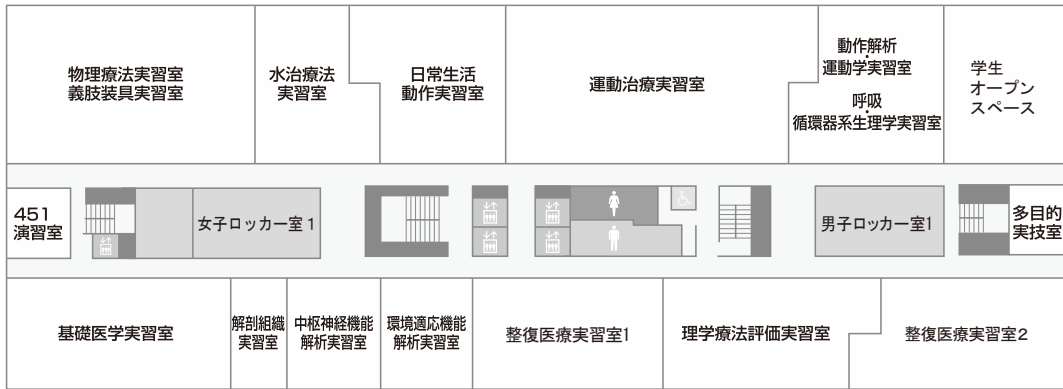 物理療法実習室
義肢装具実習室
水治療法
実習室
日常生活
動作実習室
運動治療実習室
動作解析・
運動学実習室
呼吸・
循環器系生理学実習室
学生
オープン
スペース
451
演習室
女子ロッカー室1
男子ロッカー室1
多目的
実技室
基礎医学実習室
解剖組織
実習室
中枢神経機能
解析実習室
環境適応機能
解析実習室
整復医療実習室1
理学療法評価実習室
整復医療実習室2